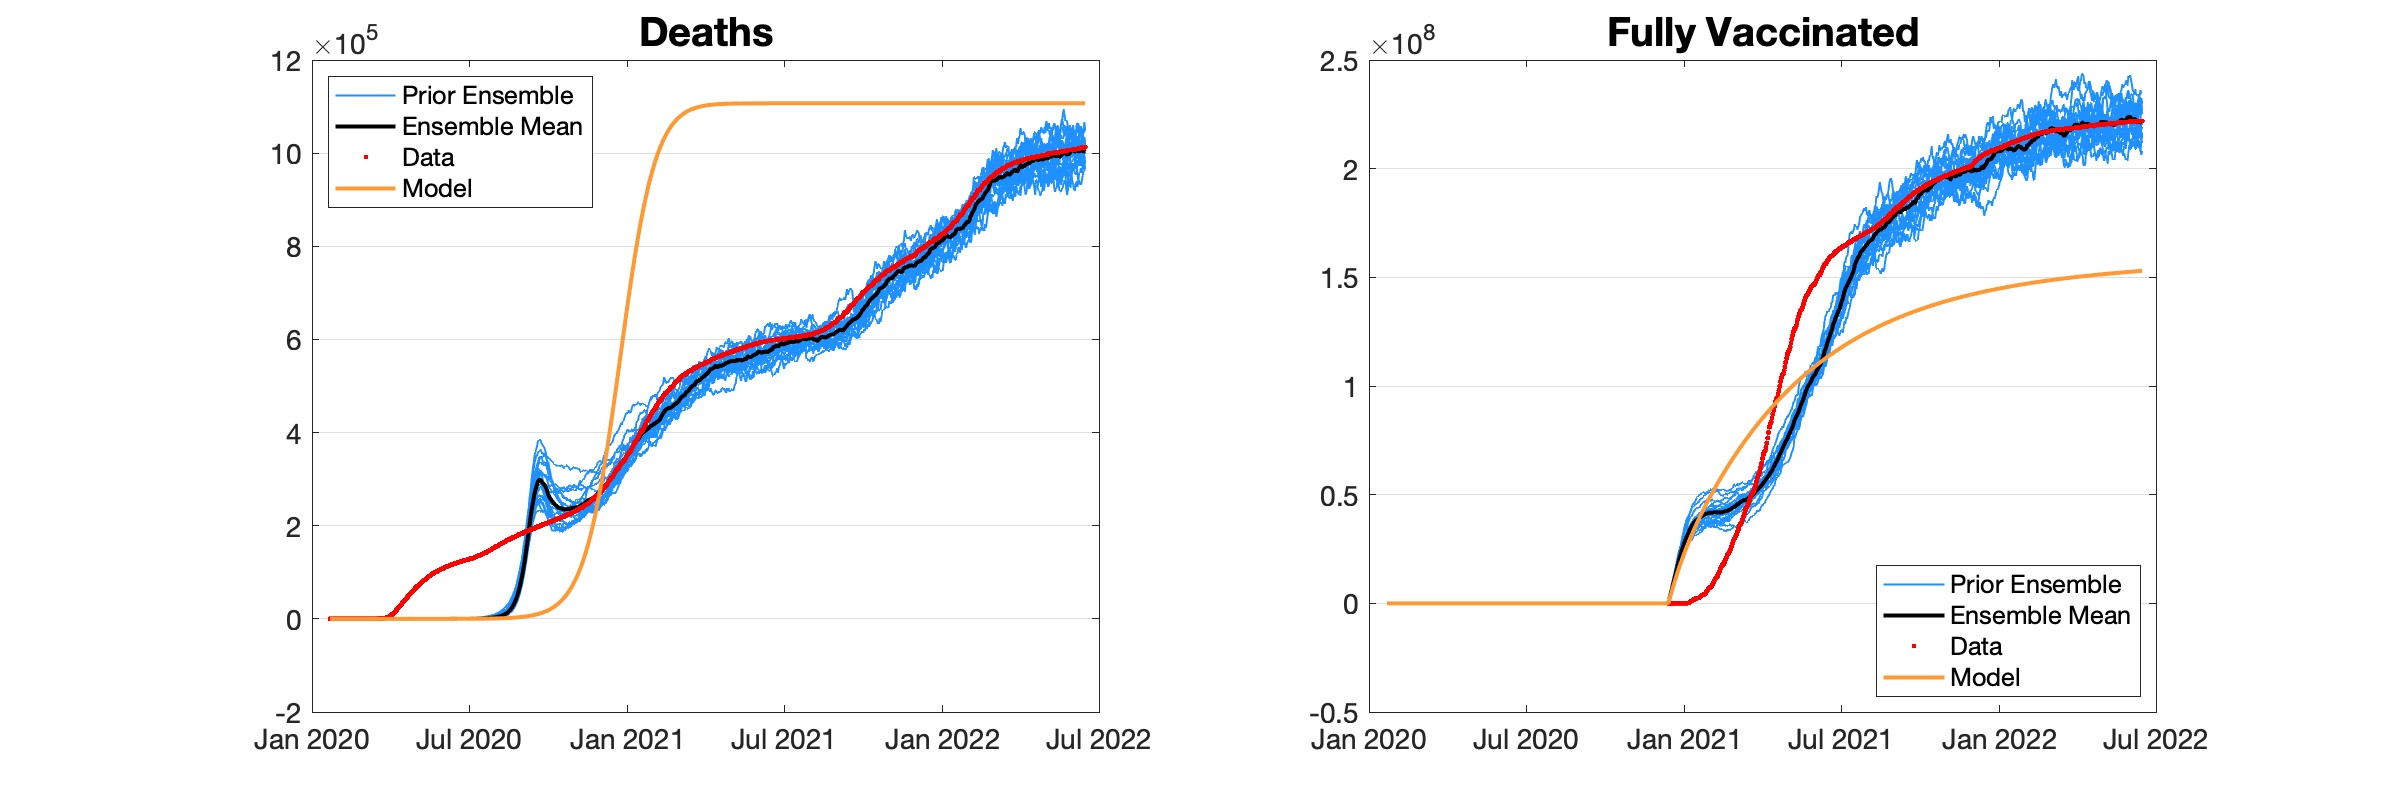 Deaths
×10^5
12
10
8
6
4
2
0
-2
Prior Ensemble
Ensemble Mean
Data
Model
Jan 2020 Jul 2020 Jan 2021 Jul 2021 Jan 2022 Jul 2022
Fully Vaccinated
×10^8
2.5
2
1.5
1
0.5
0
-0.5
Prior Ensemble
Ensemble Mean
Data
Model
Jan 2020 Jul 2020 Jan 2021 Jul 2021 Jan 2022 Jul 2022